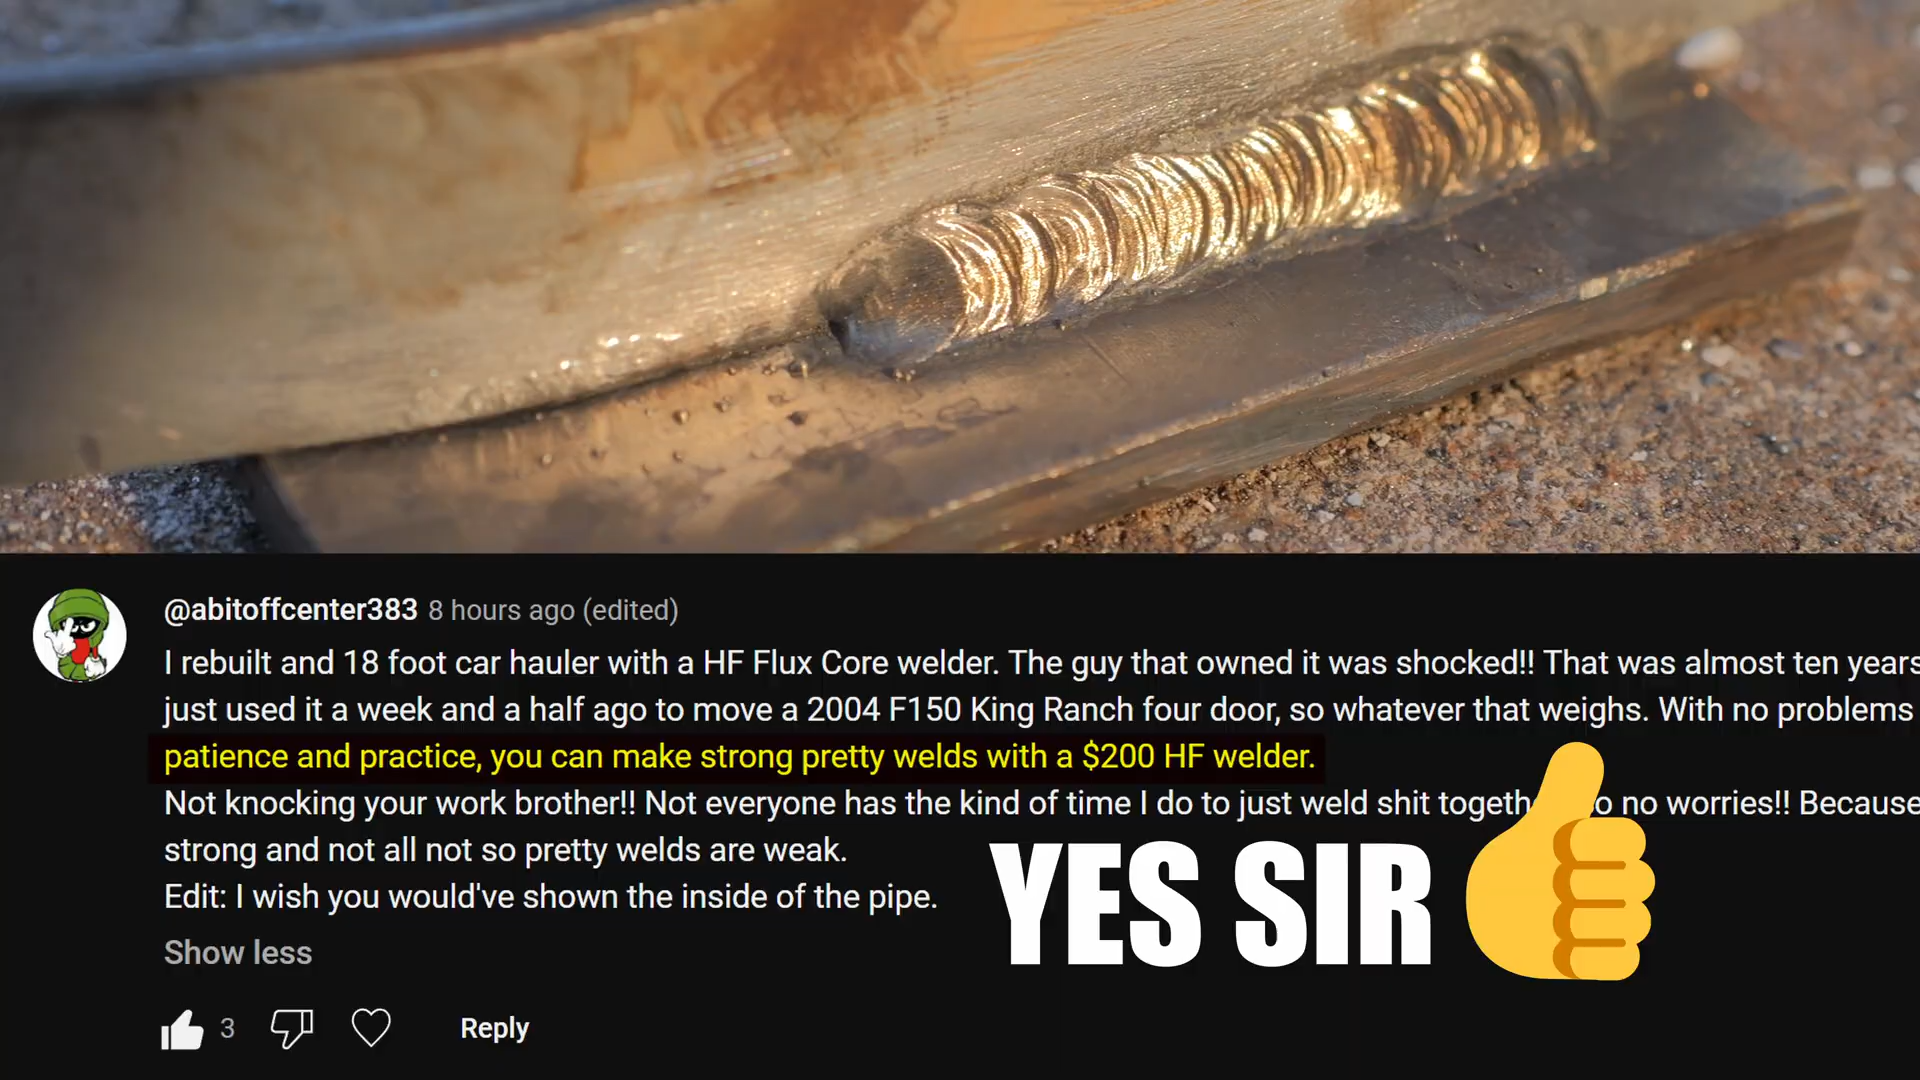 @abitoffcenter383 8 hours ago (edited)
I rebuilt and 18 foot car hauler with a HF Flux Core welder. The guy that owned it was shocked!! That was almost ten years
just used it a week and a half ago to move a 2004 F150 King Ranch four door, so whatever that weighs. With no problems
patience and practice, you can make strong pretty welds with a $200 HF welder.
Not knocking your work brother!! Not everyone has the kind of time I do to just weld shit no worries!! Because
strong and not all not so pretty welds are weak.
Edit: I wish you would've shown the inside of the pipe.
YES SIR
Show less
3
Reply